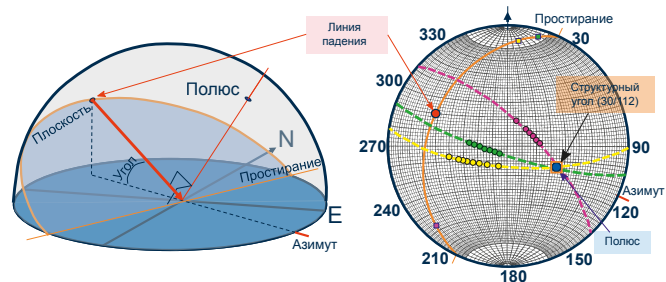 Линия
падения
Полюс
Плоскость
Угол
N
Простирание
E
Азимут
330
Простирание
30
300
Структурный
угол (30/112)
270
90
Азимут
240
120
Полюс
210
150
180